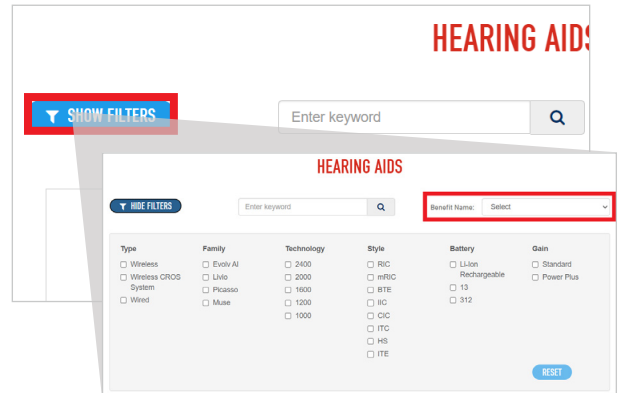 HEARING AIDS
SHOW FILTERS
Enter keyword
HEARING AIDS
HIDE FILTERS
Enter keyword
Benefit Name: Select
Type Family Technology Style Battery Gain
Wireless Evolv AI 2400 RIC Li-Ion Standard
Wireless CROS Livio 2000 mRIC Rechargeable Power Plus
System Picasso 1600 BTE 13
Wired Muse 1200 IIC 312
1000 CIC
ITC
HS
ITE
RESET